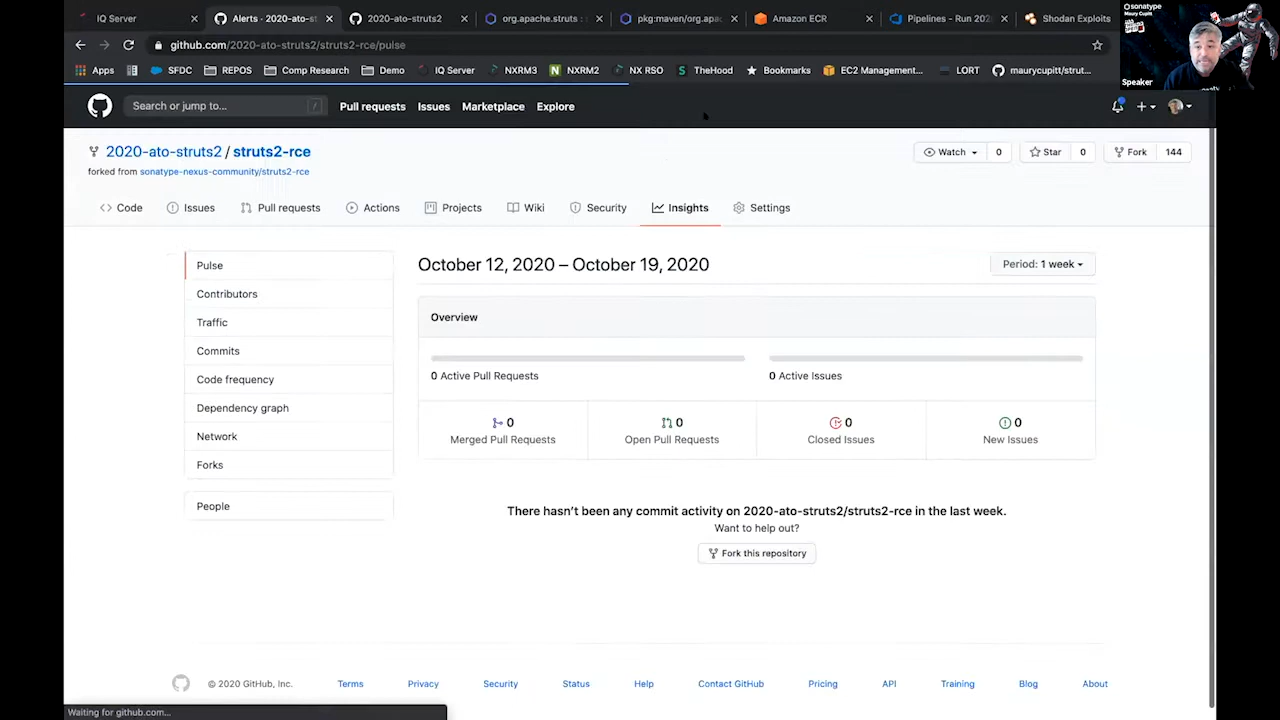 IQ Server
Alerts · 2020-ato-st
2020-ato-struts2
org.apache.struts :
pkg:maven/org.apa
Amazon ECR
Pipelines - Run 202
Shodan Exploits
sonatype
Maury Cupitt
github.com/2020-ato-struts2/struts2-rce/pulse
Apps
SFDC
REPOS
Comp Research
Demo
IQ Server
NXRM3
NXRM2
NX RSO
TheHood
Bookmarks
EC2 Management...
LORT
maurycupitt/strut...
Speaker
Search or jump to...
/
Pull requests
Issues
Marketplace
Explore
2020-ato-struts2 / struts2-rce
Watch 0
Star 0
Fork 144
forked from sonatype-nexus-community/struts2-rce
Code
Issues
Pull requests
Actions
Projects
Wiki
Security
Insights
Settings
Pulse
Contributors
Traffic
Commits
Code frequency
Dependency graph
Network
Forks
People
October 12, 2020 – October 19, 2020
Period: 1 week
Overview
0 Active Pull Requests
0 Active Issues
0
Merged Pull Requests
0
Open Pull Requests
0
Closed Issues
0
New Issues
There hasn't been any commit activity on 2020-ato-struts2/struts2-rce in the last week.
Want to help out?
Fork this repository
© 2020 GitHub, Inc.
Terms
Privacy
Security
Status
Help
Contact GitHub
Pricing
API
Training
Blog
About
Waiting for github.com...